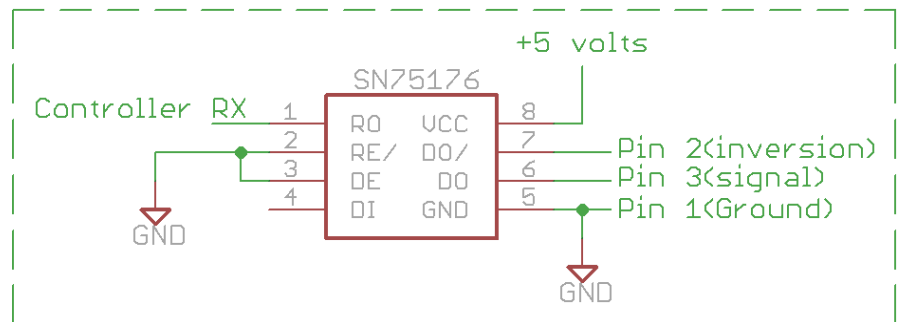 +5 volts
SN75176
Controller RX
1 RO VCC 8
2 RE/ DO/ 7 Pin 2(inversion)
3 DE DO 6 Pin 3(signal)
4 DI GND 5 Pin 1(Ground)
GND
GND